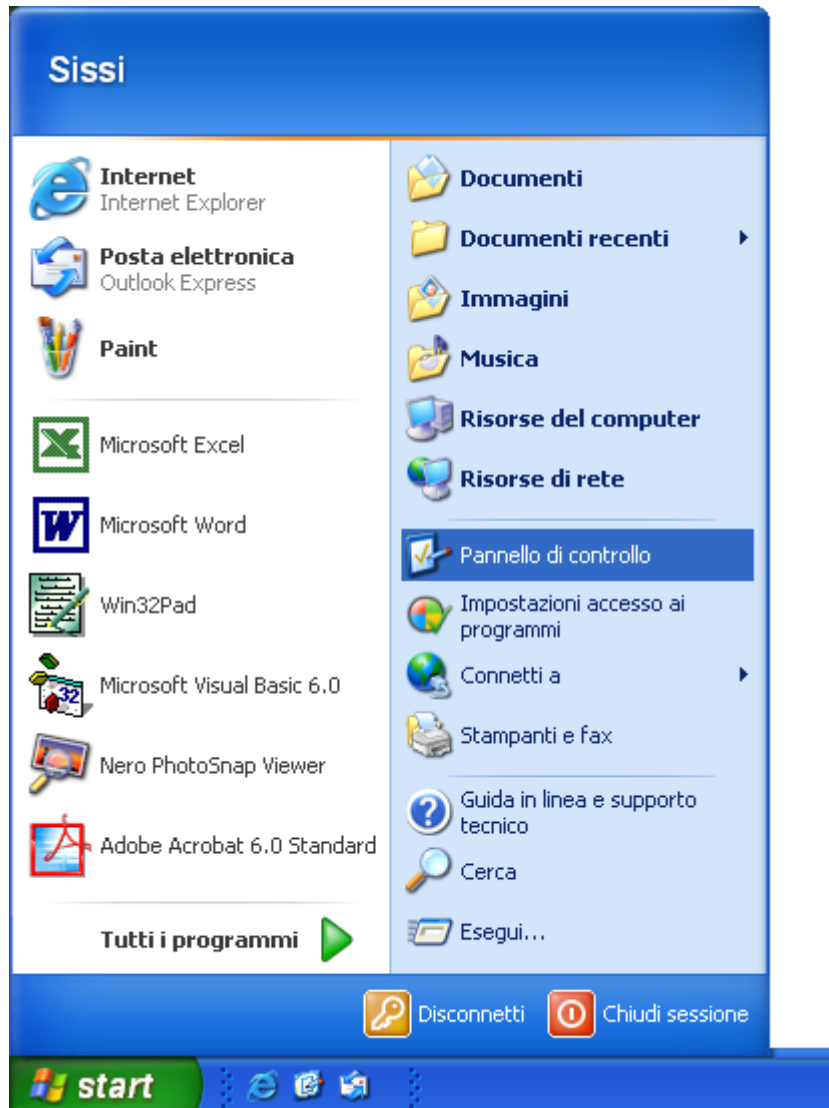 Sissi
Internet
Internet Explorer
Posta elettronica
Outlook Express
Paint
Microsoft Excel
Microsoft Word
Win32Pad
Microsoft Visual Basic 6.0
Nero PhotoSnap Viewer
Adobe Acrobat 6.0 Standard
Tutti i programmi
Documenti
Documenti recenti
Immagini
Musica
Risorse del computer
Risorse di rete
Pannello di controllo
Impostazioni accesso ai
programmi
Connetti a
Stampanti e fax
Guida in linea e supporto
tecnico
Cerca
Esegui...
Disconnetti
Chiudi sessione
start